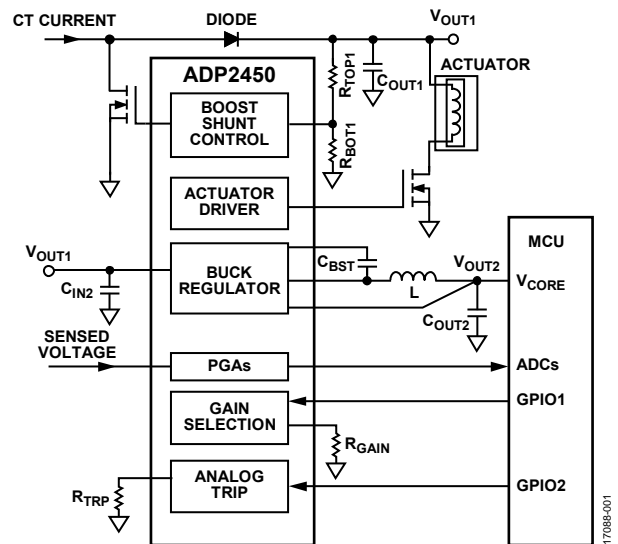 CT CURRENT
DIODE
VOUT1
ADP2450
RTOP1
COUT1
ACTUATOR
BOOST
SHUNT
CONTROL
RBOT1
ACTUATOR
DRIVER
MCU
VOUT1
BUCK
REGULATOR
CBST
VOUT2
VCORE
CIN2
L
COUT2
SENSED
VOLTAGE
PGAs
ADCs
GAIN
SELECTION
GPIO1
RGAIN
ANALOG
TRIP
GPIO2
RTRP
17088-001